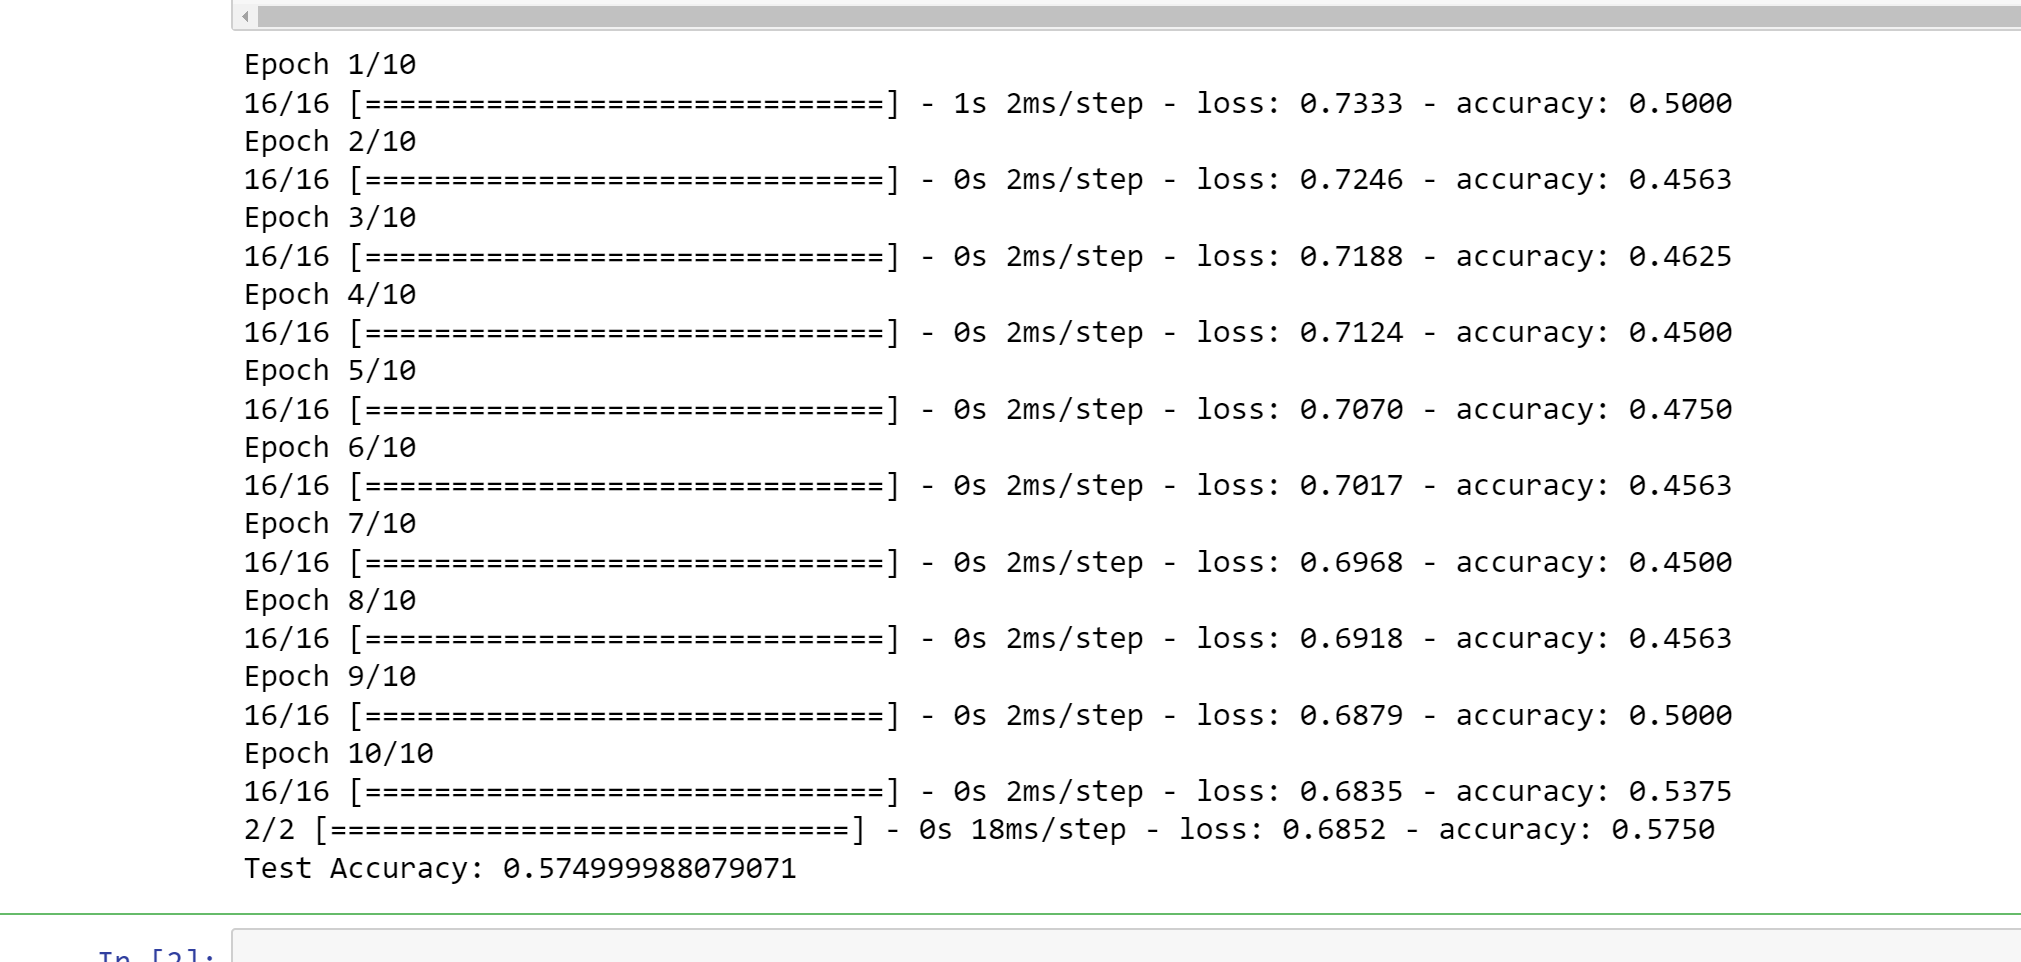 Epoch 1/10
16/16 [==============================] - 1s 2ms/step - loss: 0.7333 - accuracy: 0.5000
Epoch 2/10
16/16 [==============================] - 0s 2ms/step - loss: 0.7246 - accuracy: 0.4563
Epoch 3/10
16/16 [==============================] - 0s 2ms/step - loss: 0.7188 - accuracy: 0.4625
Epoch 4/10
16/16 [==============================] - 0s 2ms/step - loss: 0.7124 - accuracy: 0.4500
Epoch 5/10
16/16 [==============================] - 0s 2ms/step - loss: 0.7070 - accuracy: 0.4750
Epoch 6/10
16/16 [==============================] - 0s 2ms/step - loss: 0.7017 - accuracy: 0.4563
Epoch 7/10
16/16 [==============================] - 0s 2ms/step - loss: 0.6968 - accuracy: 0.4500
Epoch 8/10
16/16 [==============================] - 0s 2ms/step - loss: 0.6918 - accuracy: 0.4563
Epoch 9/10
16/16 [==============================] - 0s 2ms/step - loss: 0.6879 - accuracy: 0.5000
Epoch 10/10
16/16 [==============================] - 0s 2ms/step - loss: 0.6835 - accuracy: 0.5375
2/2 [==============================] - 0s 18ms/step - loss: 0.6852 - accuracy: 0.5750
Test Accuracy: 0.574999988079071
In